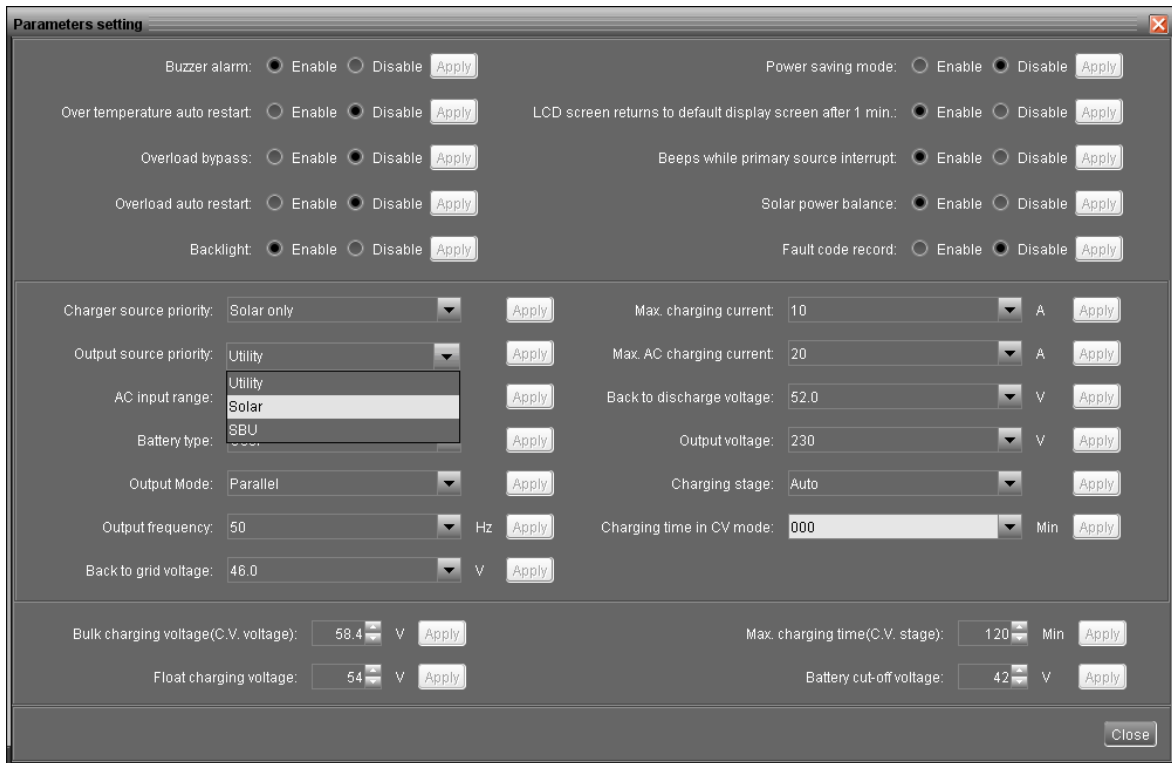 Parameters setting
Buzzer alarm: Enable Disable Apply Power saving mode: Enable Disable Apply
Over temperature auto restart: Enable Disable Apply LCD screen returns to default display screen after 1 min.: Enable Disable Apply
Overload bypass: Enable Disable Apply Beeps while primary source interrupt: Enable Disable Apply
Overload auto restart: Enable Disable Apply Solar power balance: Enable Disable Apply
Backlight: Enable Disable Apply Fault code record: Enable Disable Apply
Charger source priority: Solar only Apply Max. charging current: 10 A Apply
Output source priority: Utility Apply Max. AC charging current: 20 A Apply
Utility
AC input range: Solar Apply Back to discharge voltage: 52.0 V Apply
SBU
Battery type: Apply Output voltage: 230 V Apply
Output Mode: Parallel Apply Charging stage: Auto Apply
Output frequency: 50 Hz Apply Charging time in CV mode: 000 Min Apply
Back to grid voltage: 46.0 V Apply
Bulk charging voltage(C.V. voltage): 58.4 V Apply Max. charging time(C.V. stage): 120 Min Apply
Float charging voltage: 54 V Apply Battery cut-off voltage: 42 V Apply
Close